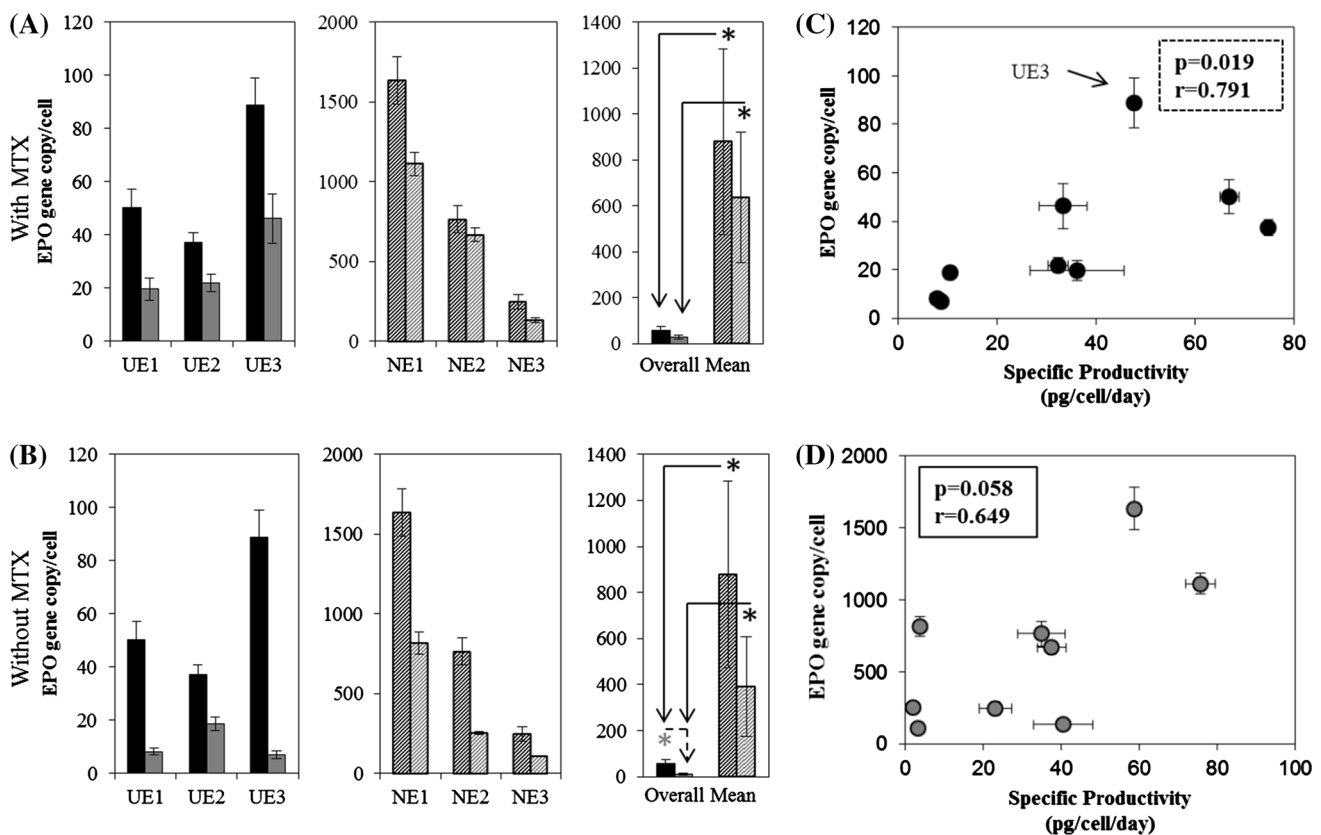 (A)
With MTX
EPO gene copy/cell
120
100
80
60
40
20
0
UE1 UE2 UE3
2000
1500
1000
500
0
NE1 NE2 NE3
1400
1200
1000
800
600
400
200
0
*
*
Overall Mean
(C)
EPO gene copy/cell
120
100
80
60
40
20
0
UE3
p=0.019
r=0.791
0 20 40 60 80
Specific Productivity
(pg/cell/day)
(B)
Without MTX
EPO gene copy/cell
120
100
80
60
40
20
0
UE1 UE2 UE3
2000
1500
1000
500
0
NE1 NE2 NE3
1400
1200
1000
800
600
400
200
0
*
*
*
Overall Mean
(D)
EPO gene copy/cell
2000
1500
1000
500
0
p=0.058
r=0.649
0 20 40 60 80 100
Specific Productivity
(pg/cell/day)